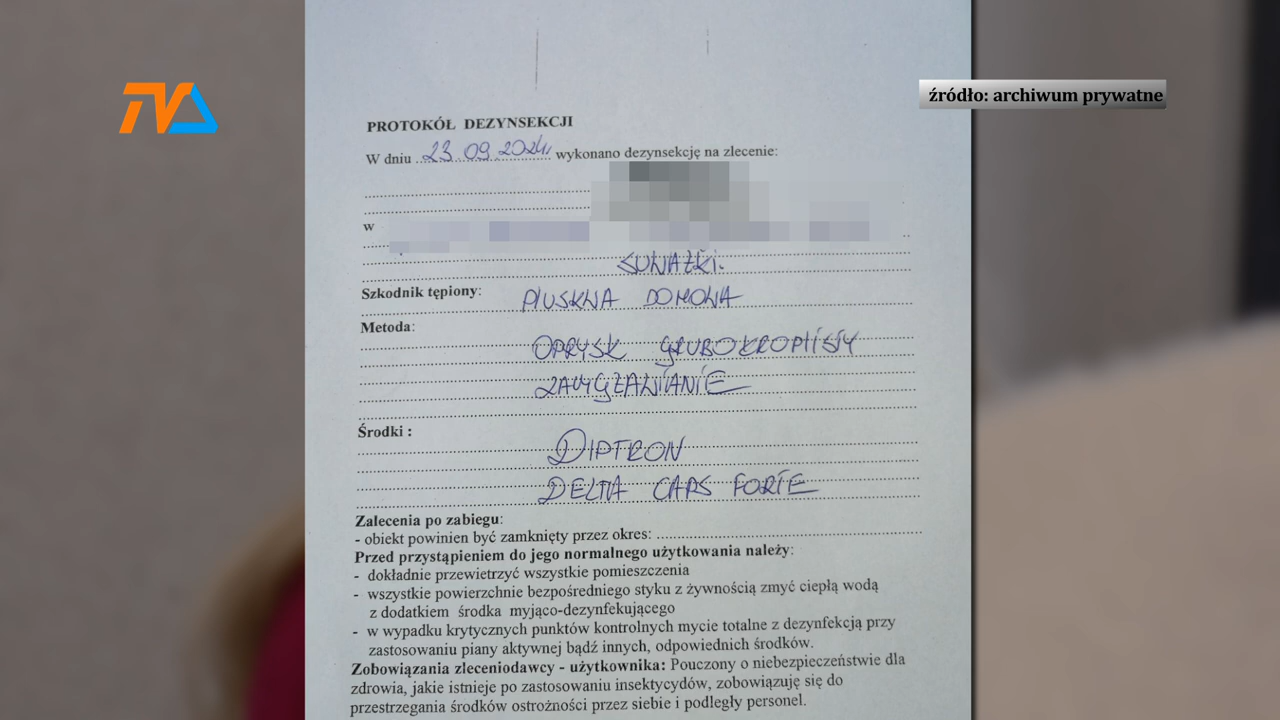 TVS
źródło: archiwum prywatne
PROTOKÓŁ DEZYNSEKCJI
W dniu 23.09.2024 wykonano dezynsekcję na zlecenie:
w
SUWAŁKI.
Szkodnik tępiony: PLUSKWA DOMOWA
Metoda:
OPRYSK GRUBOKROPLISTY
ZAMGŁAWIANIE
Środki :
DIPTRON
DELTA CAPS FORTE
Zalecenia po zabiegu:
- obiekt powinien być zamknięty przez okres:
Przed przystąpieniem do jego normalnego użytkowania należy:
- dokładnie przewietrzyć wszystkie pomieszczenia
- wszystkie powierzchnie bezpośredniego styku z żywnością zmyć ciepłą wodą
z dodatkiem środka myjąco-dezynfekującego
- w wypadku krytycznych punktów kontrolnych mycie totalne z dezynfekcją przy
zastosowaniu piany aktywnej bądź innych, odpowiednich środków.
Zobowiązania zleceniodawcy - użytkownika: Pouczony o niebezpieczeństwie dla
zdrowia, jakie istnieje po zastosowaniu insektycydów, zobowiązuję się do
przestrzegania środków ostrożności przez siebie i podległy personel.